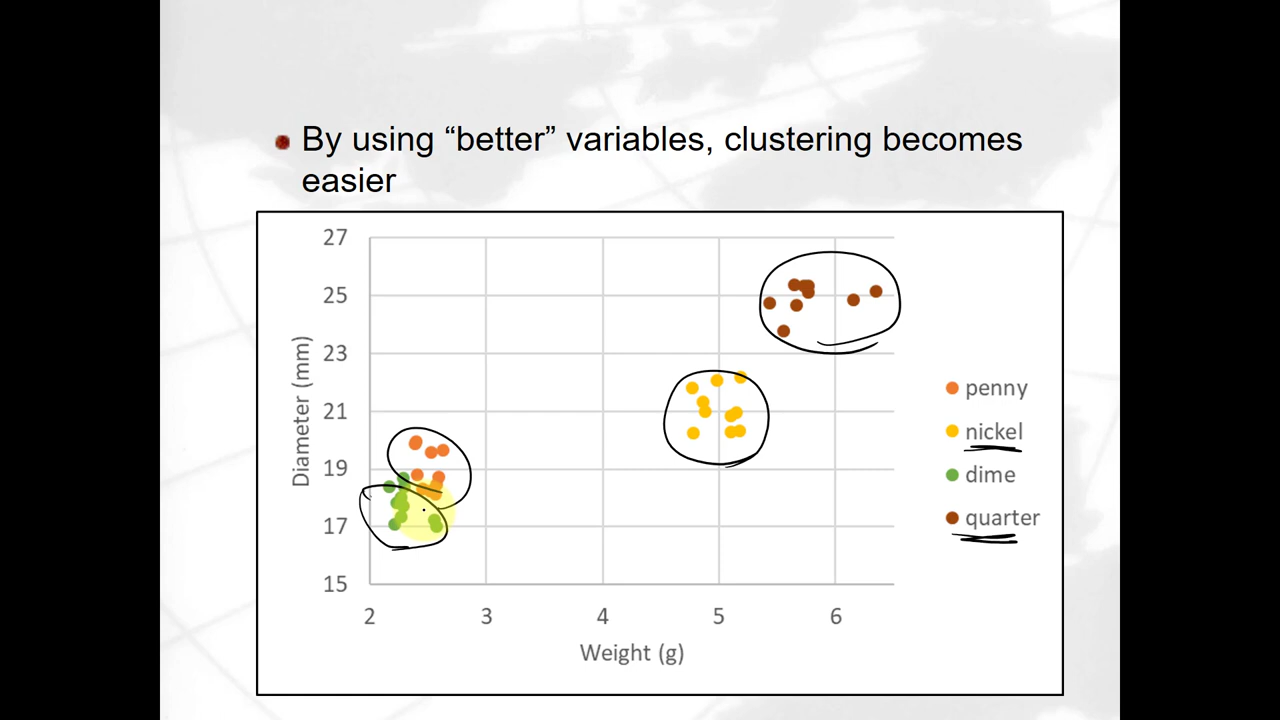 By using “better” variables, clustering becomes
easier
27
25
23
21
19
17
15
Diameter (mm)
2 3 4 5 6
Weight (g)
penny
nickel
dime
quarter